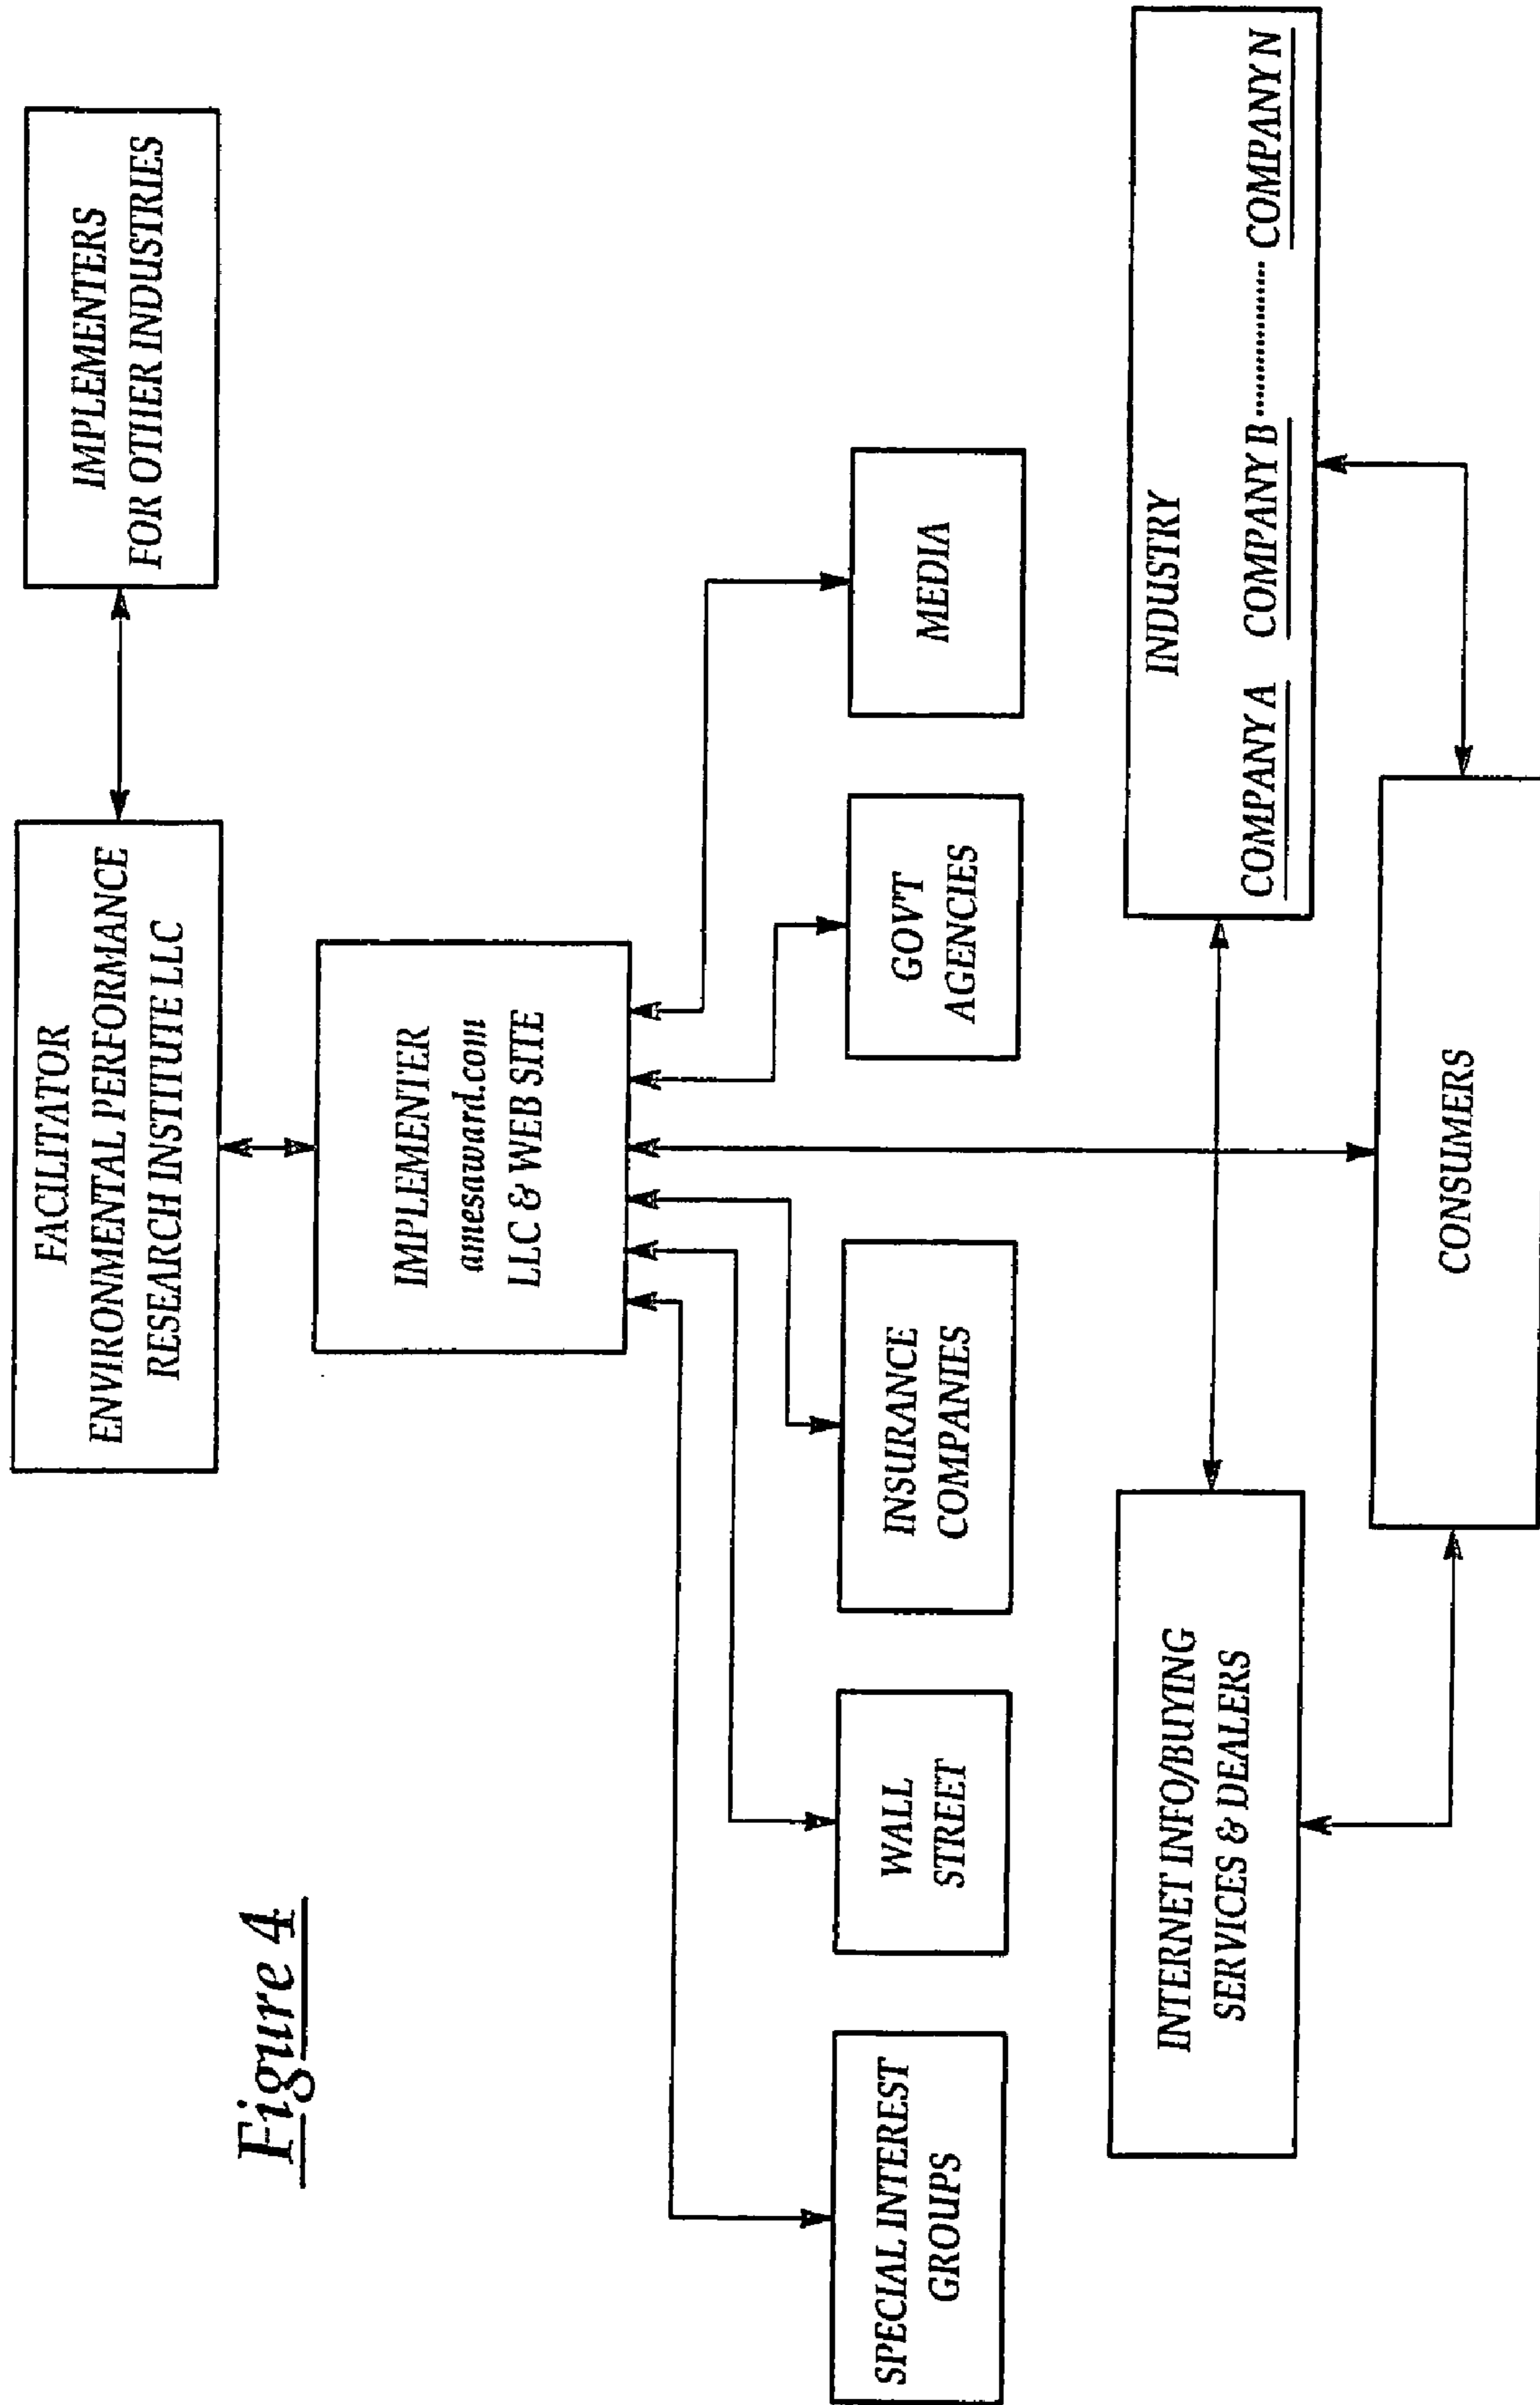 Figure 4
FACILITATOR
ENVIRONMENTAL PERFORMANCE
RESEARCH INSTITUTE LLC
IMPLEMENTERS
FOR OTHER INDUSTRIES
IMPLEMENTER
amesaward.com
LLC & WEB SITE
SPECIAL INTEREST
GROUPS
WALL
STREET
INSURANCE
COMPANIES
GOVT
AGENCIES
MEDIA
INTERNET INFO/BUYING
SERVICES & DEALERS
INDUSTRY
COMPANY A COMPANY B ................ COMPANY N
CONSUMERS